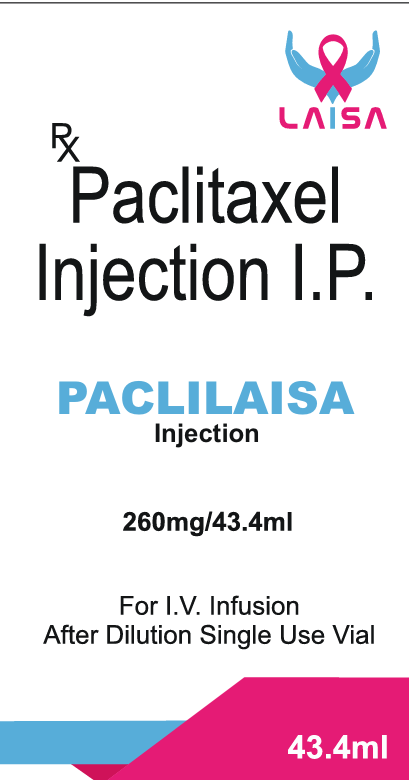 LAISA
Rx
Paclitaxel
Injection I.P.
PACLILAISA
Injection
260mg/43.4ml
For I.V. Infusion
After Dilution Single Use Vial
43.4ml